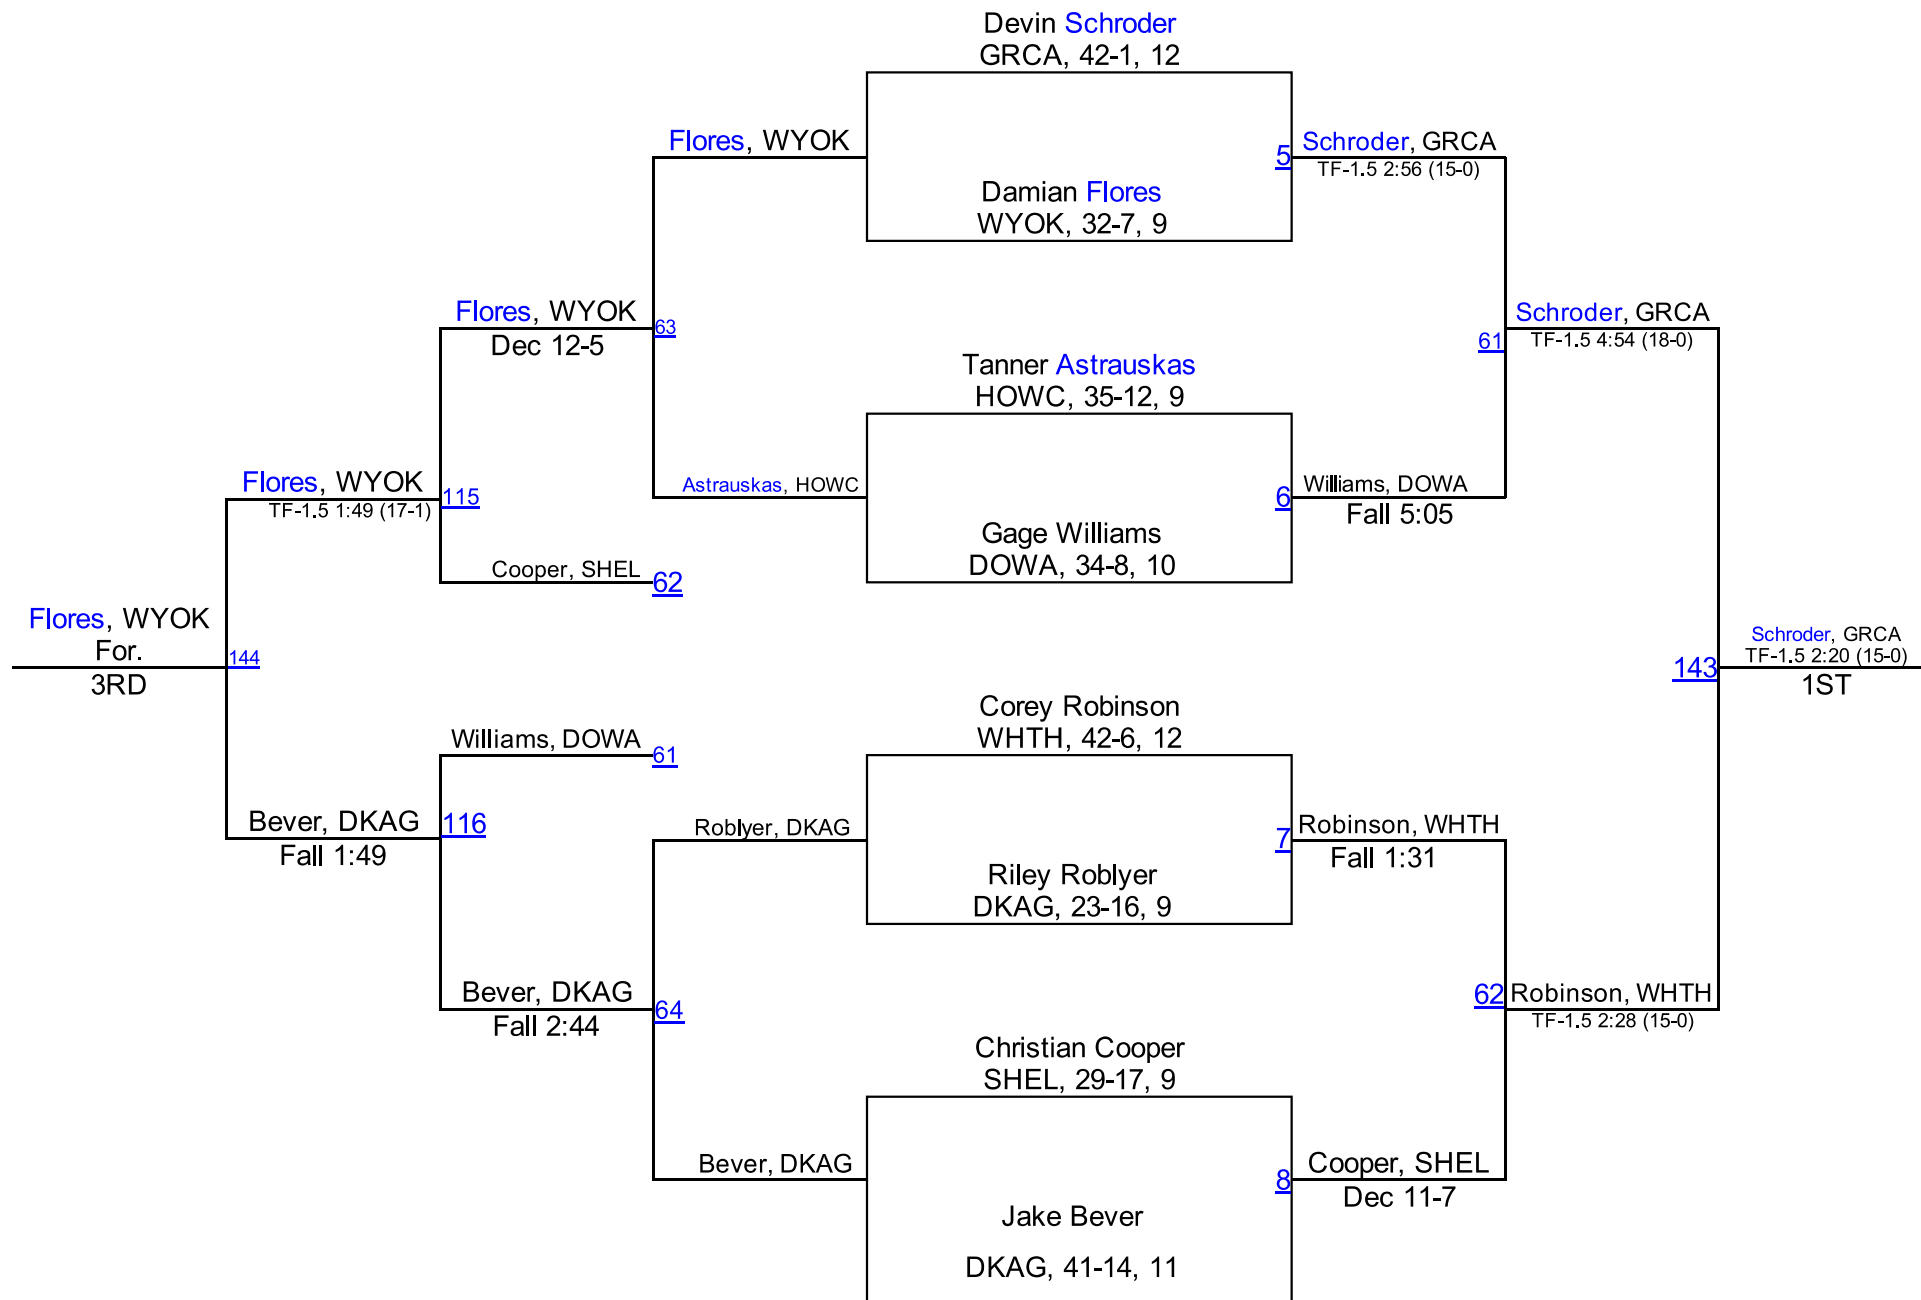 Devin Schroder
GRCA, 42-1, 12
Flores, WYOK
5
Schroder, GRCA
TF-1.5 2:56 (15-0)
Damian Flores
WYOK, 32-7, 9
Flores, WYOK
Dec 12-5
63
Schroder, GRCA
TF-1.5 4:54 (18-0)
61
Tanner Astrauskas
HOWC, 35-12, 9
Flores, WYOK
TF-1.5 1:49 (17-1)
115
Astrauskas, HOWC
6
Williams, DOWA
Fall 5:05
Gage Williams
DOWA, 34-8, 10
Cooper, SHEL
62
Flores, WYOK
For.
3RD
144
143
Schroder, GRCA
TF-1.5 2:20 (15-0)
1ST
Williams, DOWA
61
Corey Robinson
WHTH, 42-6, 12
Bever, DKAG
Fall 1:49
116
Roblyer, DKAG
7
Robinson, WHTH
Fall 1:31
Riley Roblyer
DKAG, 23-16, 9
Bever, DKAG
Fall 2:44
64
62
Robinson, WHTH
TF-1.5 2:28 (15-0)
Christian Cooper
SHEL, 29-17, 9
Bever, DKAG
8
Cooper, SHEL
Dec 11-7
Jake Bever
DKAG, 41-14, 11